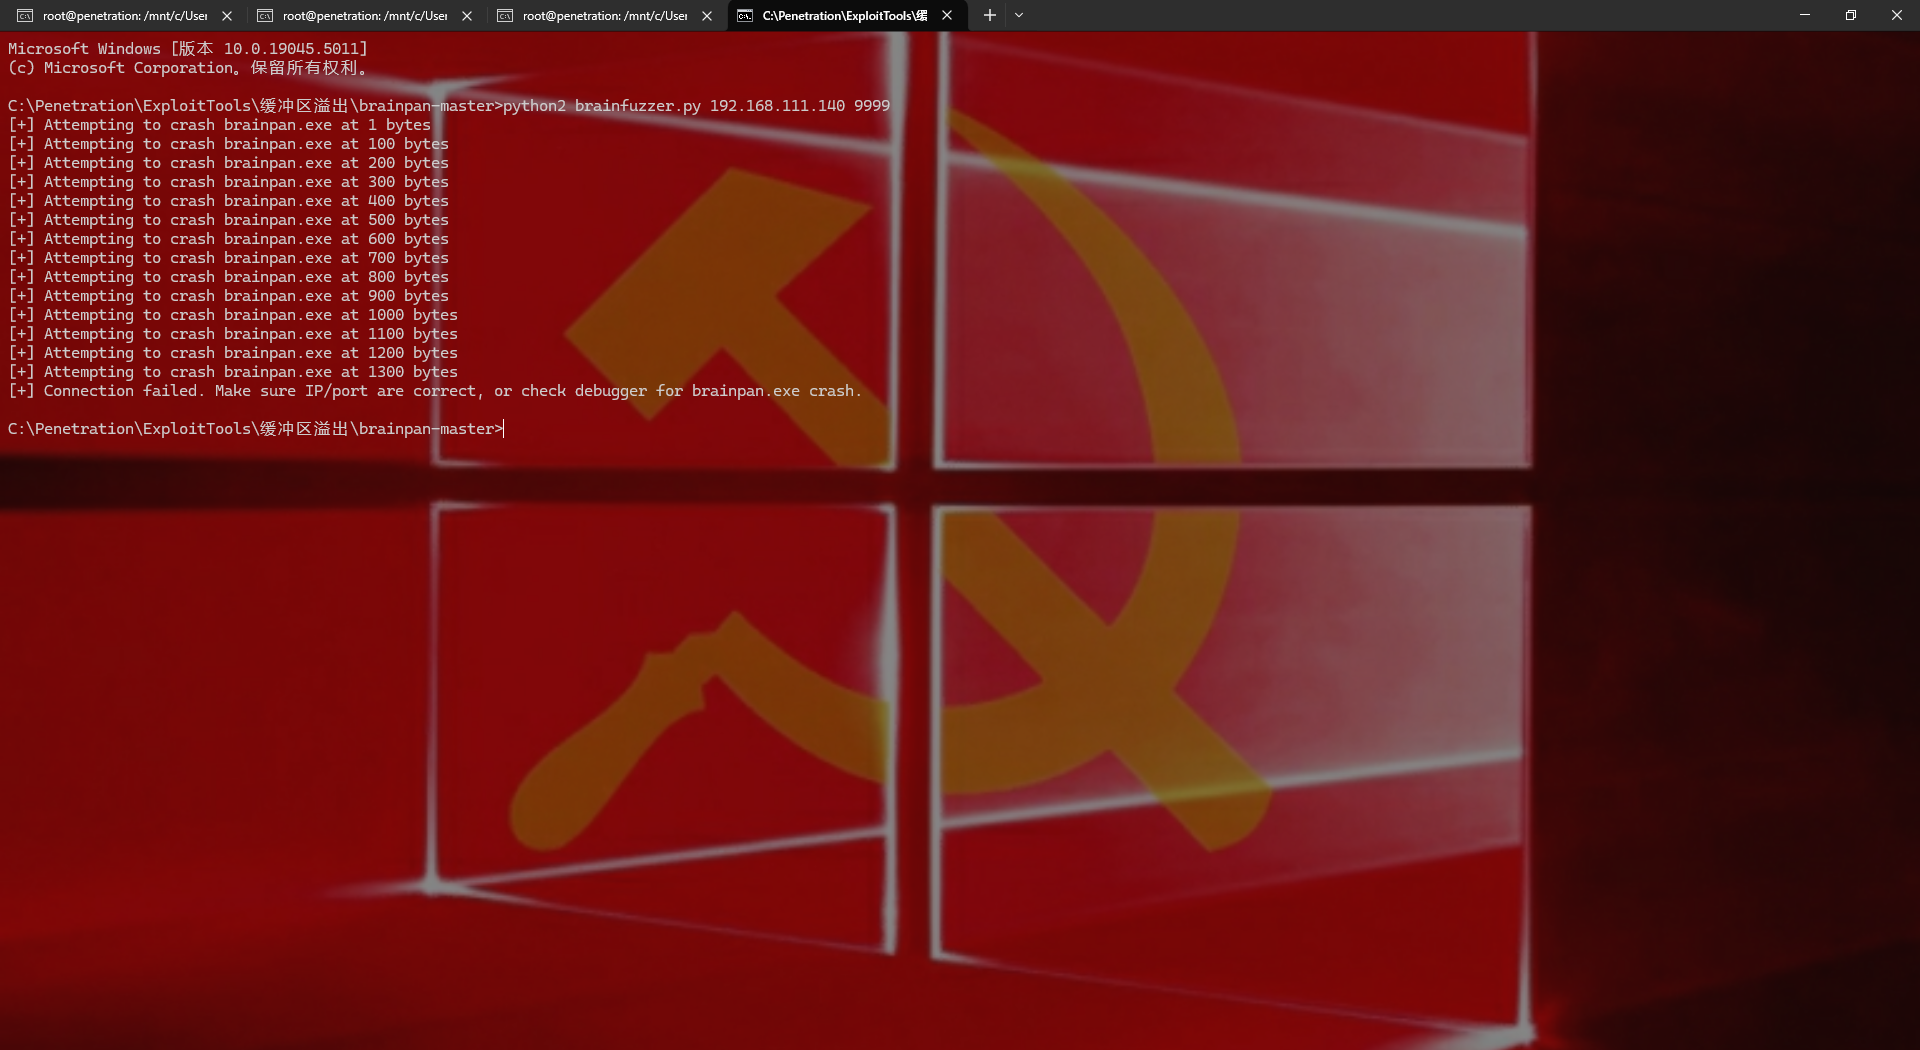 root@penetration: /mnt/c/User
root@penetration: /mnt/c/User
root@penetration: /mnt/c/User
C:\Penetration\ExploitTools\缓
Microsoft Windows [版本 10.0.19045.5011]
(c) Microsoft Corporation。保留所有权利。
C:\Penetration\ExploitTools\缓冲区溢出\brainpan-master>python2 brainfuzzer.py 192.168.111.140 9999
[+] Attempting to crash brainpan.exe at 1 bytes
[+] Attempting to crash brainpan.exe at 100 bytes
[+] Attempting to crash brainpan.exe at 200 bytes
[+] Attempting to crash brainpan.exe at 300 bytes
[+] Attempting to crash brainpan.exe at 400 bytes
[+] Attempting to crash brainpan.exe at 500 bytes
[+] Attempting to crash brainpan.exe at 600 bytes
[+] Attempting to crash brainpan.exe at 700 bytes
[+] Attempting to crash brainpan.exe at 800 bytes
[+] Attempting to crash brainpan.exe at 900 bytes
[+] Attempting to crash brainpan.exe at 1000 bytes
[+] Attempting to crash brainpan.exe at 1100 bytes
[+] Attempting to crash brainpan.exe at 1200 bytes
[+] Attempting to crash brainpan.exe at 1300 bytes
[+] Connection failed. Make sure IP/port are correct, or check debugger for brainpan.exe crash.
C:\Penetration\ExploitTools\缓冲区溢出\brainpan-master>